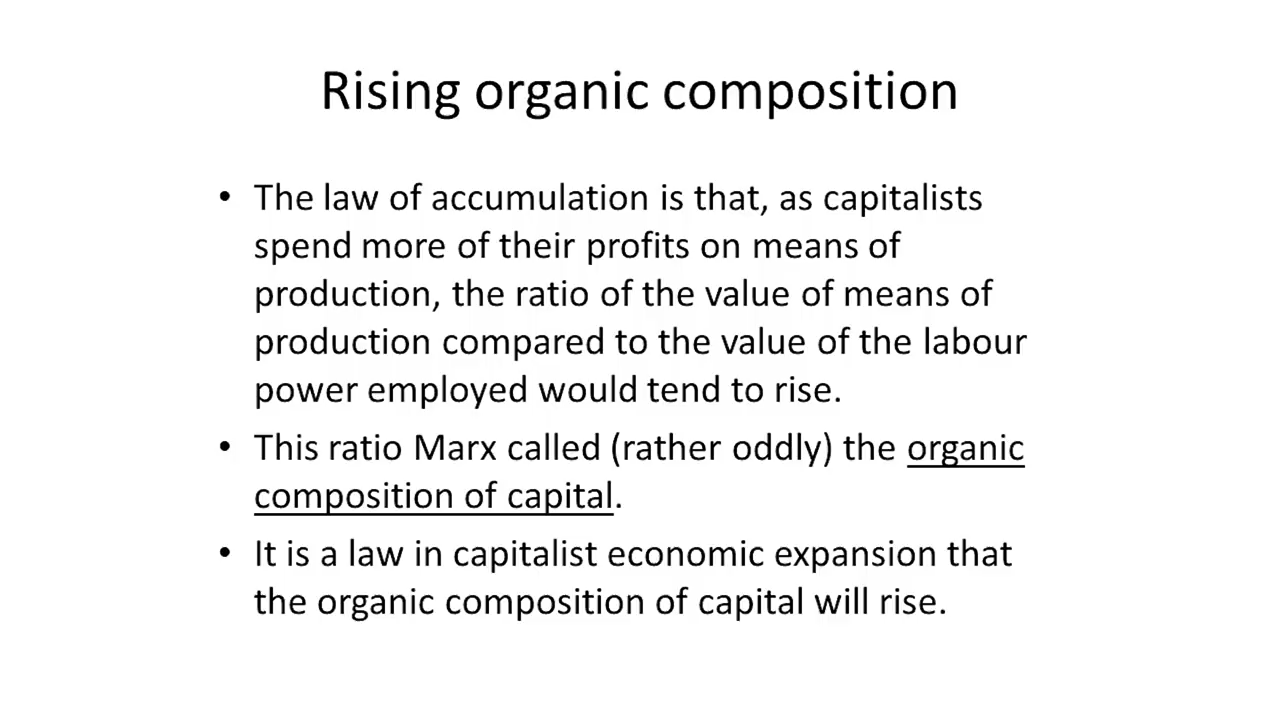 Rising organic composition
• The law of accumulation is that, as capitalists
spend more of their profits on means of
production, the ratio of the value of means of
production compared to the value of the labour
power employed would tend to rise.
• This ratio Marx called (rather oddly) the organic
composition of capital.
• It is a law in capitalist economic expansion that
the organic composition of capital will rise.